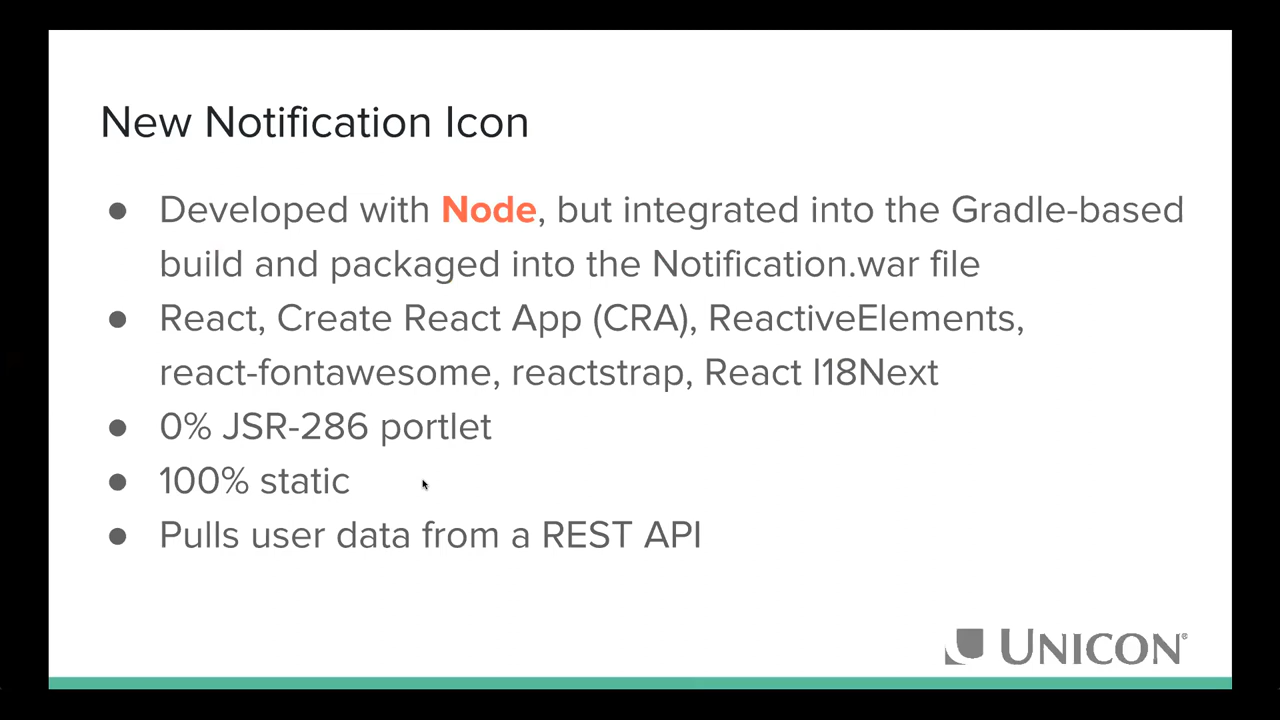 New Notification Icon
● Developed with Node, but integrated into the Gradle-based
build and packaged into the Notification.war file
● React, Create React App (CRA), ReactiveElements,
react-fontawesome, reactstrap, React I18Next
● 0% JSR-286 portlet
● 100% static
● Pulls user data from a REST API
UNICON®